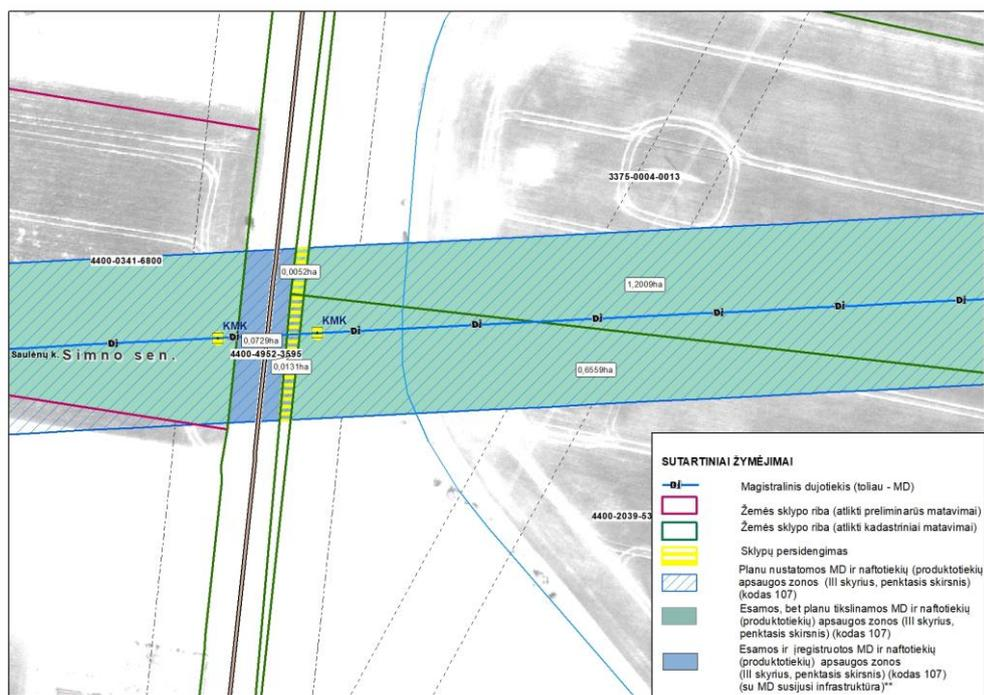 3375-0004-0013
4400-0341-6800
0,0052ha
1,2009ha
Dj
Dj
Dj
Dj
Dj
Dj
Dj
Dj
KMK
KMK
0,0729ha
Saulėnų k. Simno sen.
4400-4952-3595
0,0131ha
0,6559ha
4400-2039-53
SUTARTINIAI ŽYMĖJIMAI
Dj
Magistralinis dujotiekis (toliau - MD)
Žemės sklypo riba (atlikti preliminarūs matavimai)
Žemės sklypo riba (atlikti kadastriniai matavimai)
Sklypų persidengimas
Planu nustatomos MD ir naftotiekių (produktotiekių)
apsaugos zonos (III skyrius, penktasis skirsnis)
(kodas 107)
Esamos, bet planu tikslinamos MD ir naftotiekių
(produktotiekių) apsaugos zonos (III skyrius,
penktasis skirsnis) (kodas 107)
Esamos ir įregistruotos MD ir naftotiekių
(produktotiekių) apsaugos zonos
(III skyrius, penktasis skirsnis) (kodas 107)
(su MD susijusi infrastruktūra)**